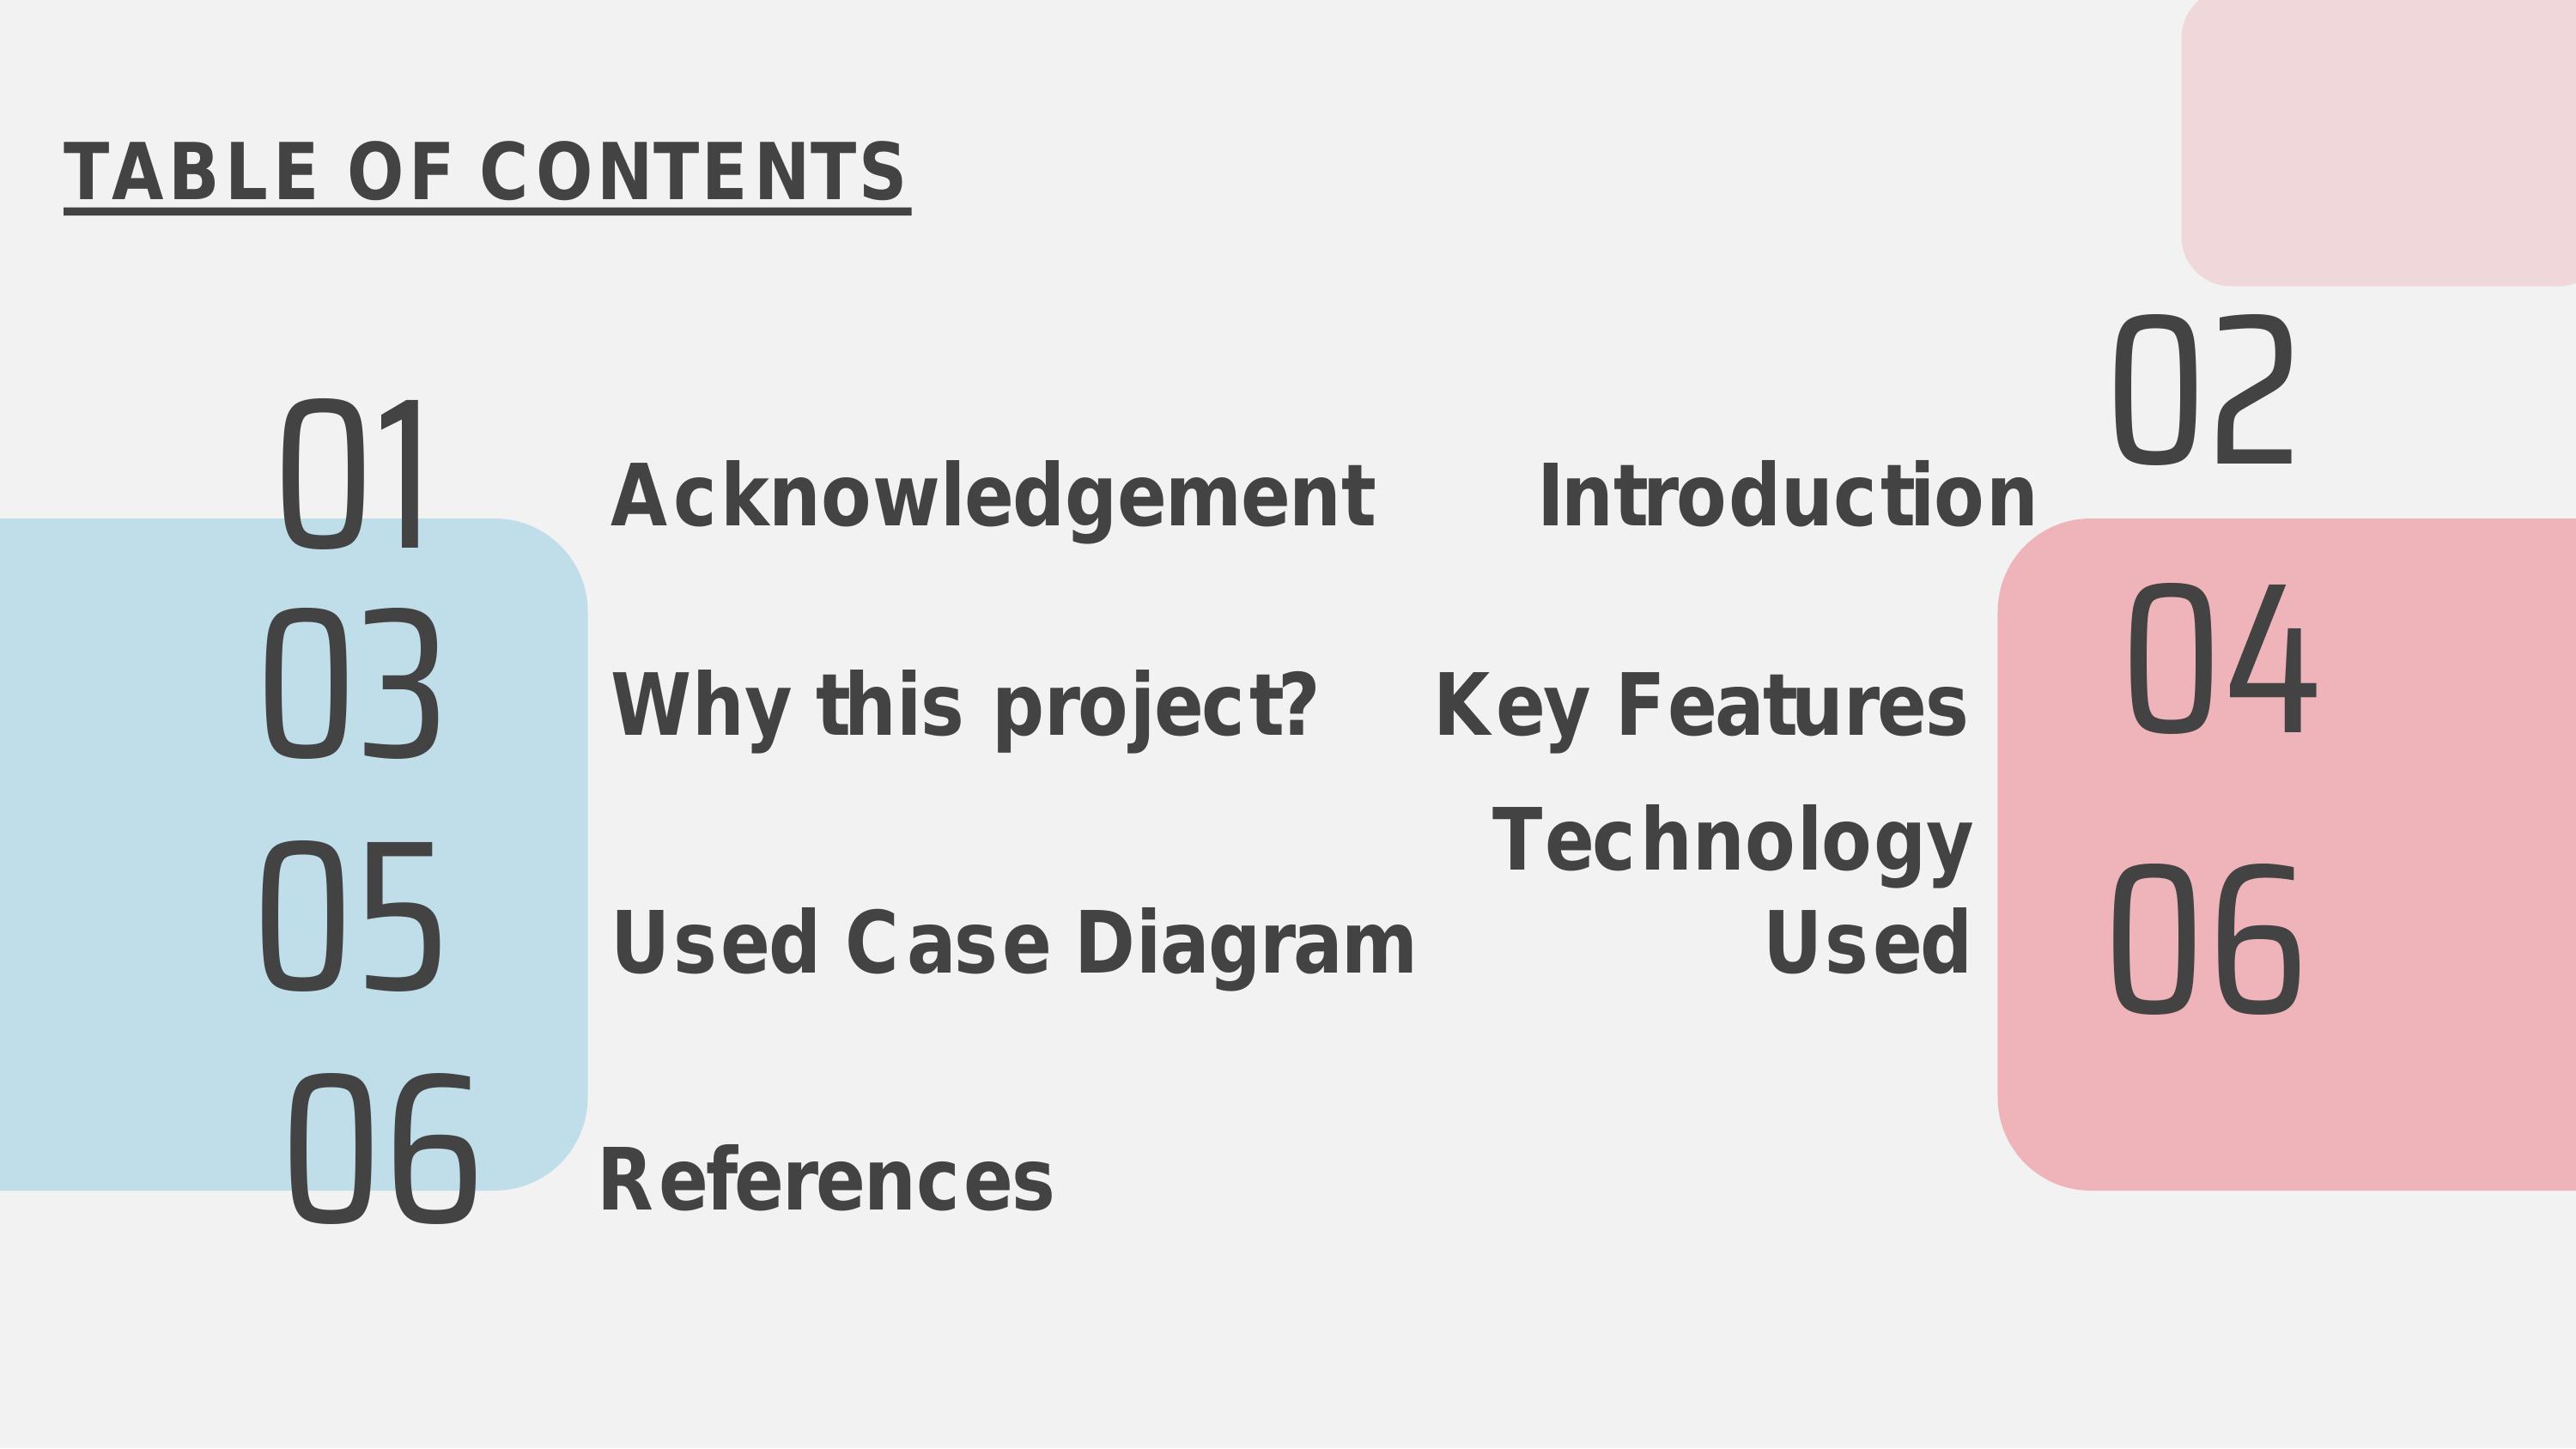 TABLE OF CONTENTS
01
Acknowledgement
Introduction
02
03
Why this project?
Key Features
04
05
Used Case Diagram
Technology
Used
06
06
References